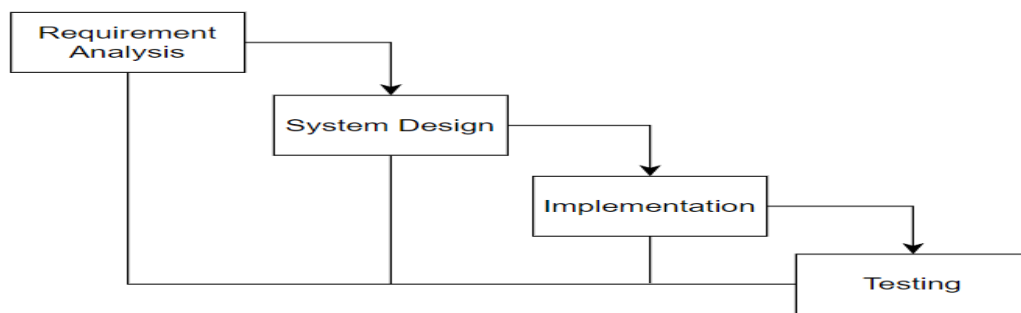 Requirement
Analysis
System Design
Implementation
Testing